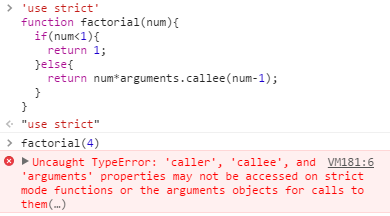 'use strict'
function factorial(num){
if(num<1){
return 1;
}else{
return num*arguments.callee(num-1);
}
}
"use strict"
factorial(4)
Uncaught TypeError: 'caller', 'callee', and VM181:6
'arguments' properties may not be accessed on strict
mode functions or the arguments objects for calls to
them(…)